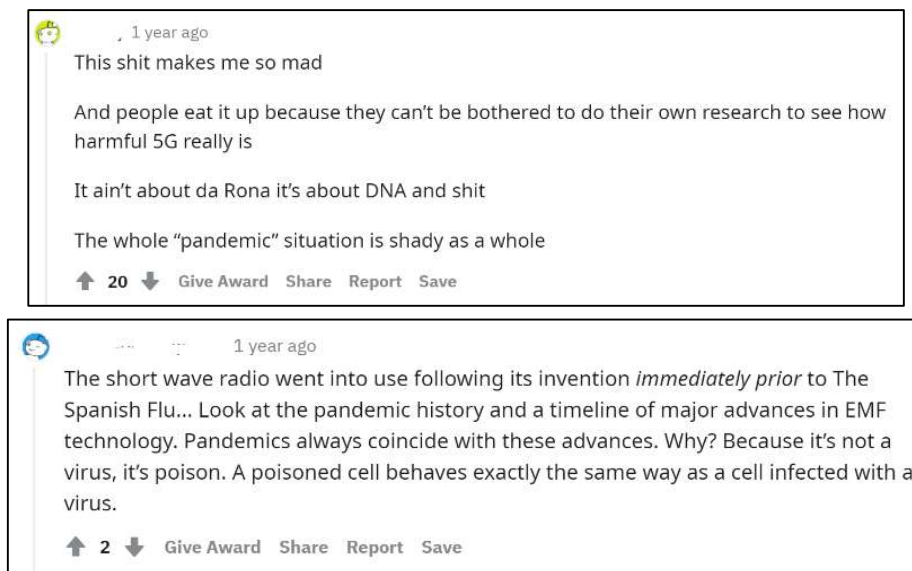 1 year ago
This shit makes me so mad
And people eat it up because they can’t be bothered to do their own research to see how
harmful 5G really is
It ain’t about da Rona it’s about DNA and shit
The whole “pandemic” situation is shady as a whole
20 Give Award Share Report Save
1 year ago
The short wave radio went into use following its invention immediately prior to The
Spanish Flu... Look at the pandemic history and a timeline of major advances in EMF
technology. Pandemics always coincide with these advances. Why? Because it’s not a
virus, it’s poison. A poisoned cell behaves exactly the same way as a cell infected with a
virus.
2 Give Award Share Report Save